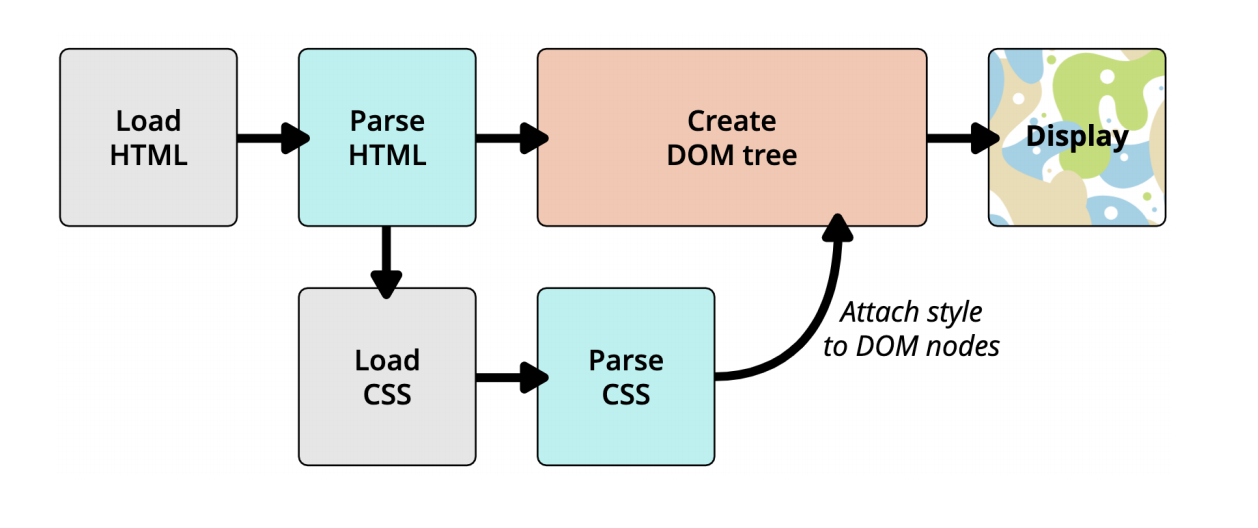 Load
HTML
Parse
HTML
Create
DOM tree
Display
Load
CSS
Parse
CSS
Attach style
to DOM nodes